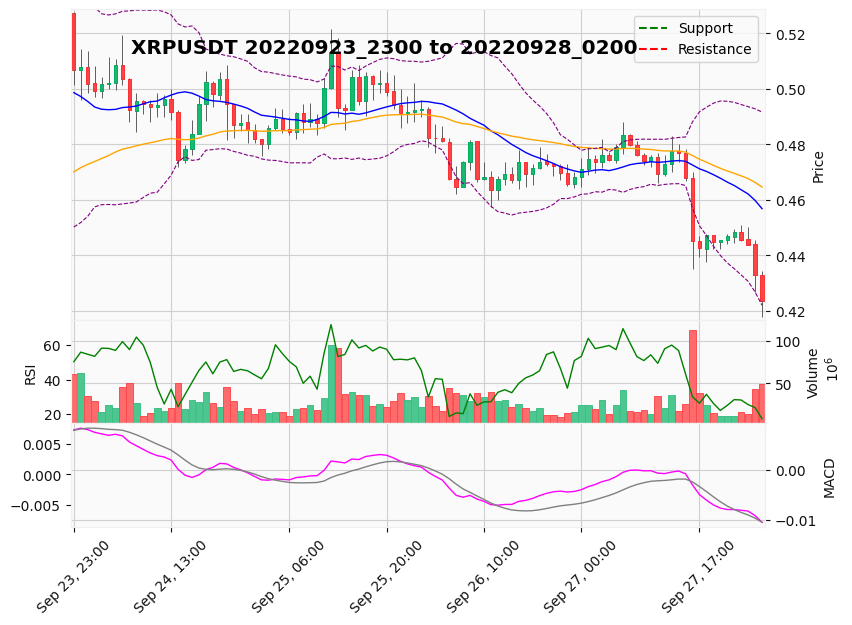 XRPUSDT 20220923_2300 to 20220928_0200
Support
Resistance
0.52
0.50
0.48
0.46
0.44
0.42
Price
60
40
20
RSI
100
50
Volume
10^6
0.005
0.000
−0.005
0.00
−0.01
MACD
Sep 23, 23:00
Sep 24, 13:00
Sep 25, 06:00
Sep 25, 20:00
Sep 26, 10:00
Sep 27, 00:00
Sep 27, 17:00